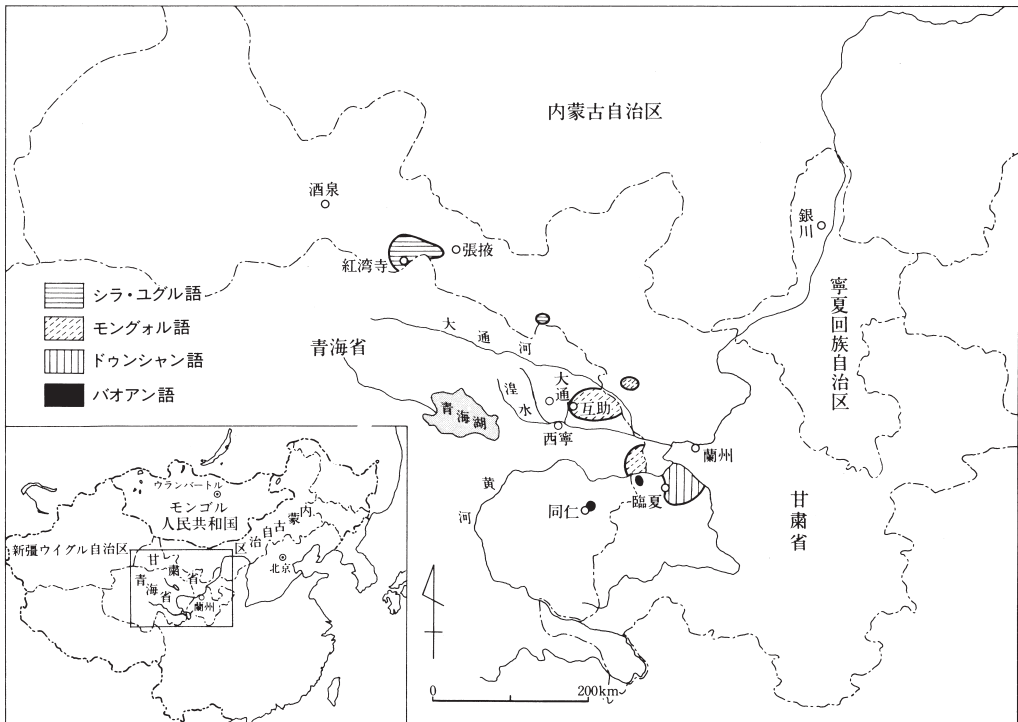 内蒙古自治区
酒泉
銀川
張掖
紅湾寺
寧夏回族自治区
シラ・ユグル語
モングォル語
ドゥンシャン語
バオアン語
大通河
青海省
大通
湟水
互助
青海湖
西寧
蘭州
黄河
臨夏
同仁
甘粛省
ウランバートル
モンゴル
人民共和国
内蒙古自治区
新疆ウイグル自治区
北京
甘粛省
青海省
蘭州
0
200km